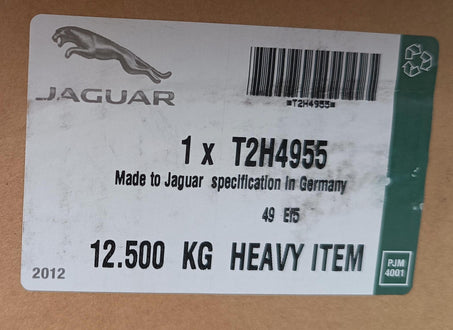 JAGUAR
*T2H4955*
1 x T2H4955
Made to Jaguar specification in Germany
49 Ef5
12.500 KG HEAVY ITEM
2012
PJM
4001